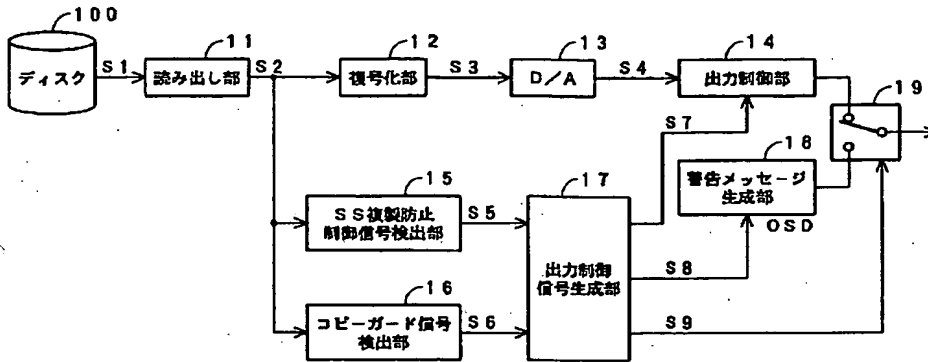 100
ディスク
S1
11
読み出し部
S2
12
復号化部
S3
13
D/A
S4
14
出力制御部
19
S7
18
警告メッセージ
生成部
OSD
15
SS複製防止
制御信号検出部
S5
17
出力制御
信号生成部
S8
16
コピーガード信号
検出部
S6
S9